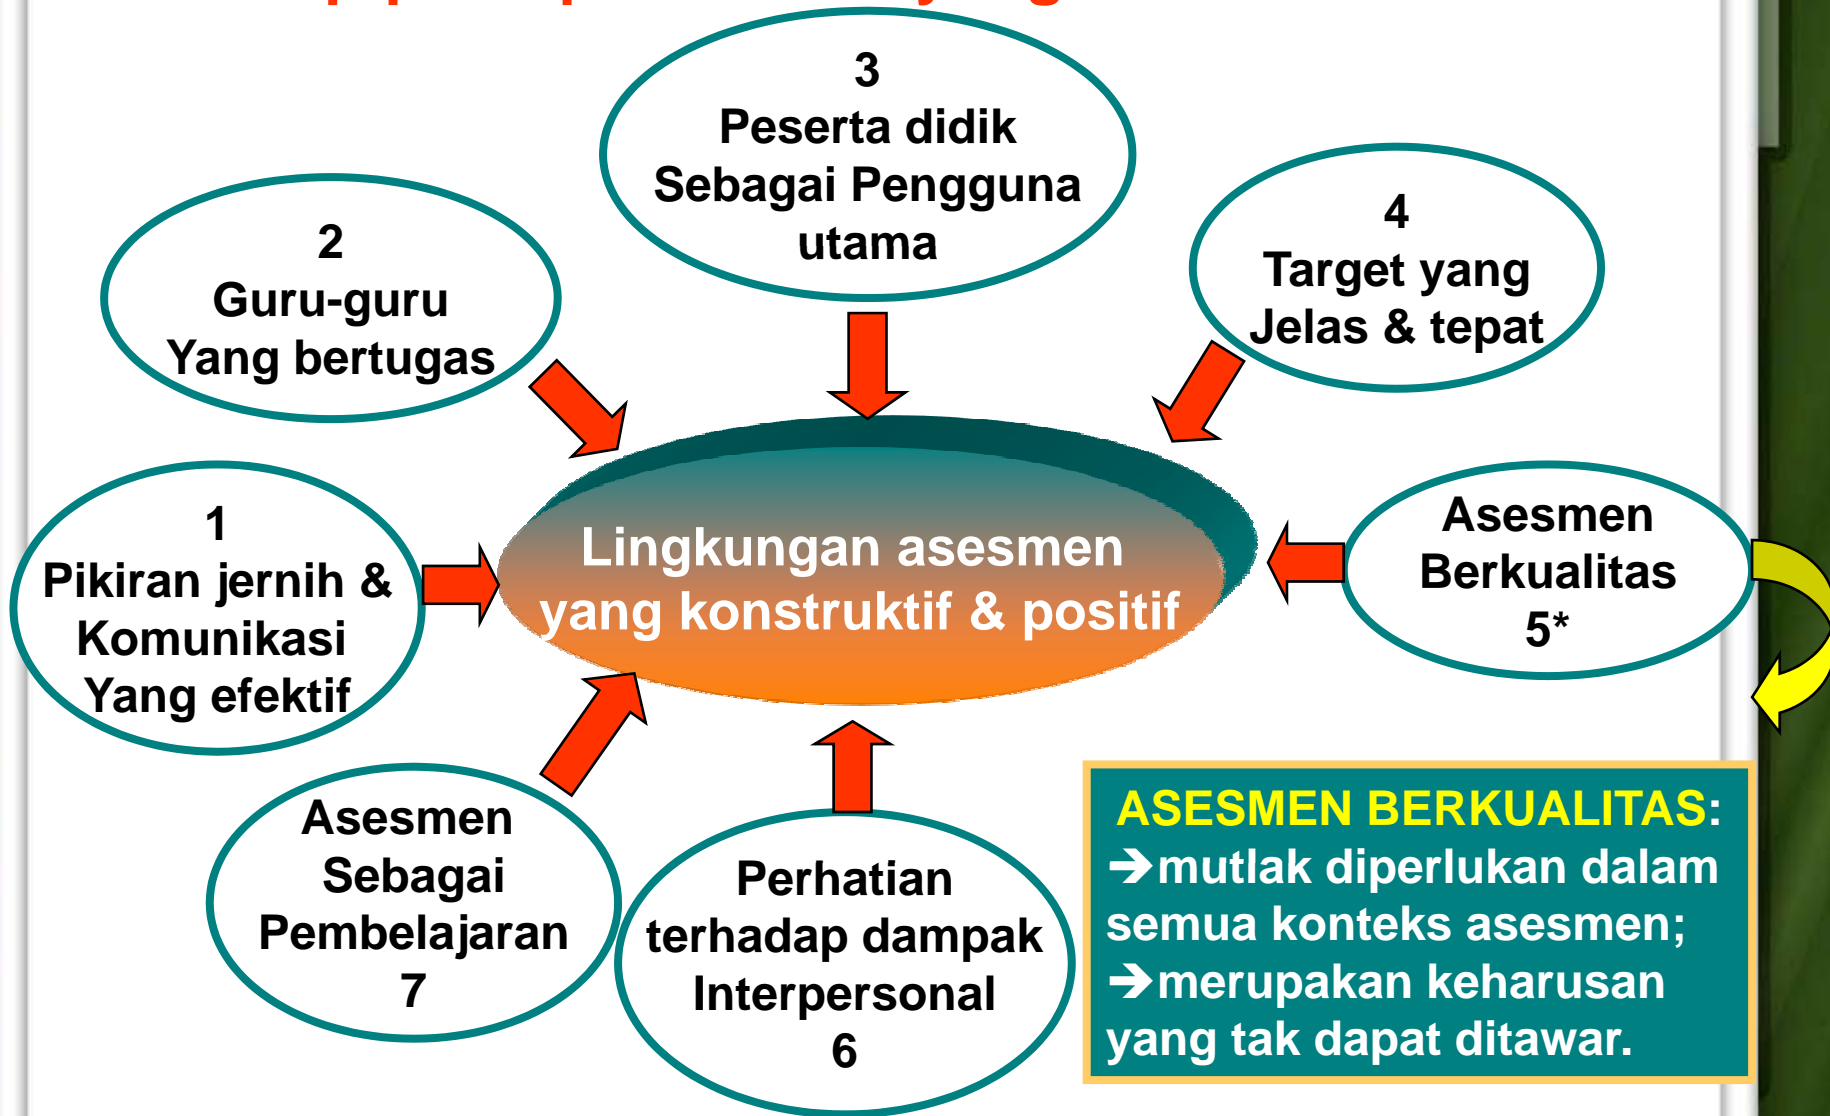 3
Peserta didik
Sebagai Pengguna
utama
2
Guru-guru
Yang bertugas
4
Target yang
Jelas & tepat
1
Pikiran jernih &
Komunikasi
Yang efektif
Lingkungan asesmen
yang konstruktif & positif
Asesmen
Berkualitas
5*
Asesmen
Sebagai
Pembelajaran
7
Perhatian
terhadap dampak
Interpersonal
6
ASESMEN BERKUALITAS:
➔mutlak diperlukan dalam
semua konteks asesmen;
➔merupakan keharusan
yang tak dapat ditawar.